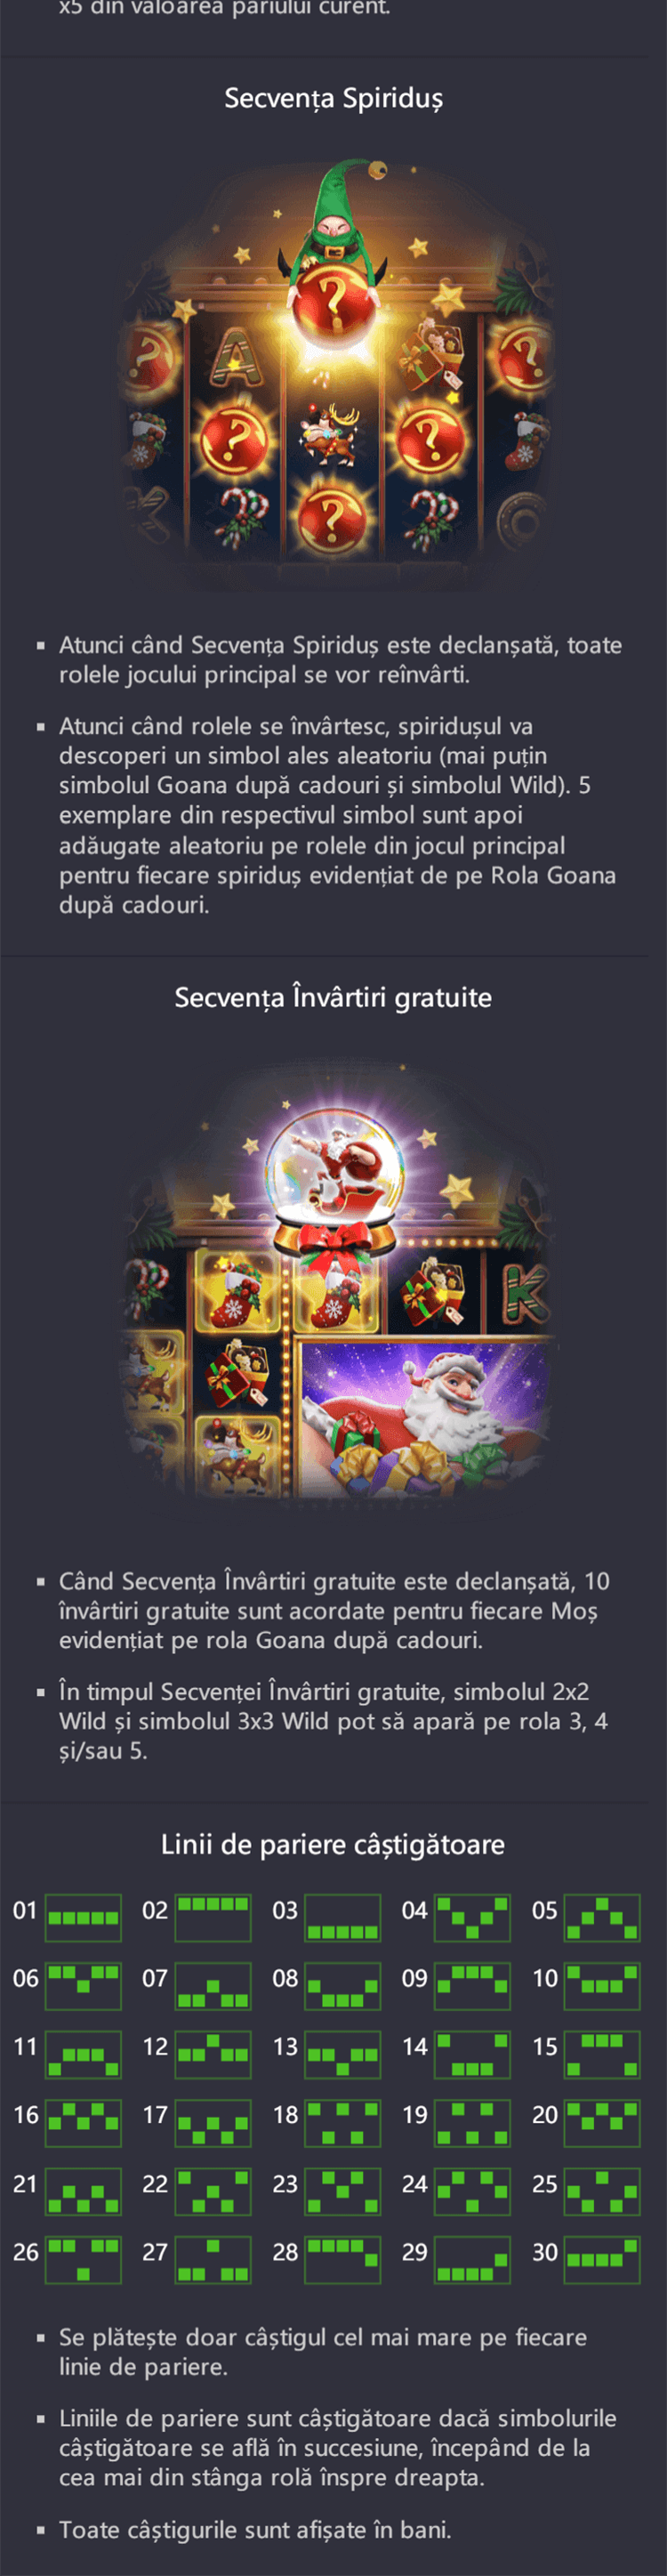 x5 din valoarea pariului curent.
Secvența Spiriduș
? ? ?
A
? ?
K ?
Atunci când Secvența Spiriduș este declanșată, toate
rolele jocului principal se vor reînvârti.
Atunci când rolele se învârtesc, spiridușul va
descoperi un simbol ales aleatoriu (mai puțin
simbolul Goana după cadouri și simbolul Wild). 5
exemplare din respectivul simbol sunt apoi
adăugate aleatoriu pe rolele din jocul principal
pentru fiecare spiriduș evidențiat de pe Rola Goana
după cadouri.
Secvența Învârtiri gratuite
K
Când Secvența Învârtiri gratuite este declanșată, 10
învârtiri gratuite sunt acordate pentru fiecare Moș
evidențiat pe rola Goana după cadouri.
În timpul Secvenței Învârtiri gratuite, simbolul 2x2
Wild și simbolul 3x3 Wild pot să apară pe rola 3, 4
și/sau 5.
Linii de pariere câștigătoare
01 02 03 04 05
06 07 08 09 10
11 12 13 14 15
16 17 18 19 20
21 22 23 24 25
26 27 28 29 30
Se plătește doar câștigul cel mai mare pe fiecare
linie de pariere.
Liniile de pariere sunt câștigătoare dacă simbolurile
câștigătoare se află în succesiune, începând de la
cea mai din stânga rolă înspre dreapta.
Toate câștigurile sunt afișate în bani.